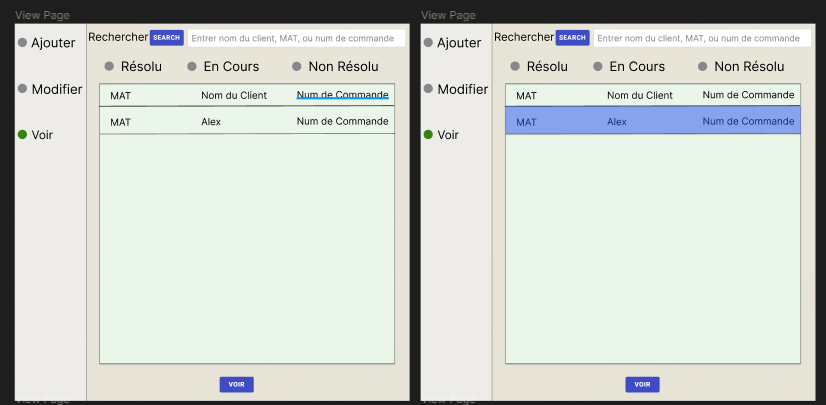 View Page
Ajouter
Modifier
Voir
Rechercher SEARCH Entrer nom du client, MAT, ou num de commande
Résolu En Cours Non Résolu
MAT Nom du Client Num de Commande
MAT Alex Num de Commande
VOIR
View Page
View Page
Ajouter
Modifier
Voir
Rechercher SEARCH Entrer nom du client, MAT, ou num de commande
Résolu En Cours Non Résolu
MAT Nom du Client Num de Commande
MAT Alex Num de Commande
VOIR
View Page